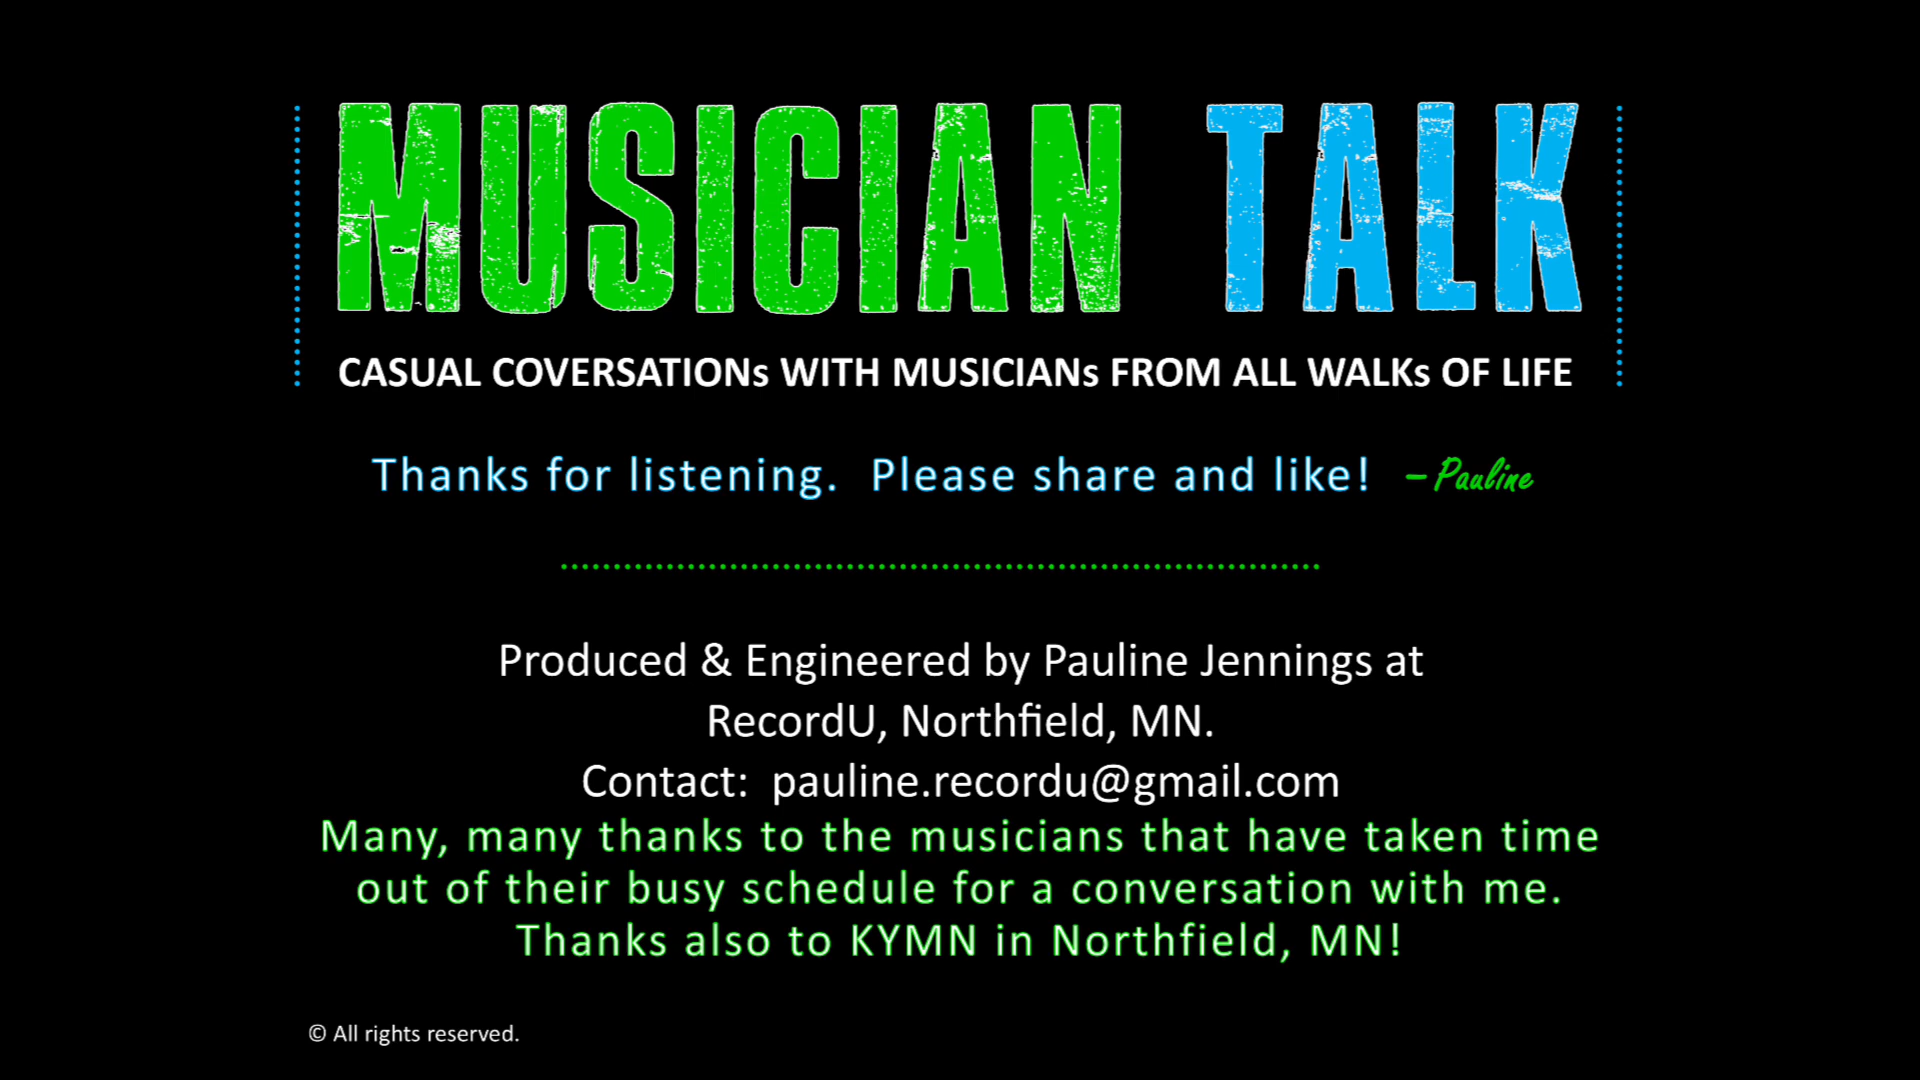 MUSICIAN TALK
CASUAL COVERSATIONs WITH MUSICIANs FROM ALL WALKs OF LIFE
Thanks for listening.  Please share and like!  – Pauline
Produced & Engineered by Pauline Jennings at
RecordU, Northfield, MN.
Contact:  pauline.recordu@gmail.com
Many, many thanks to the musicians that have taken time
out of their busy schedule for a conversation with me.
Thanks also to KYMN in Northfield, MN!
© All rights reserved.